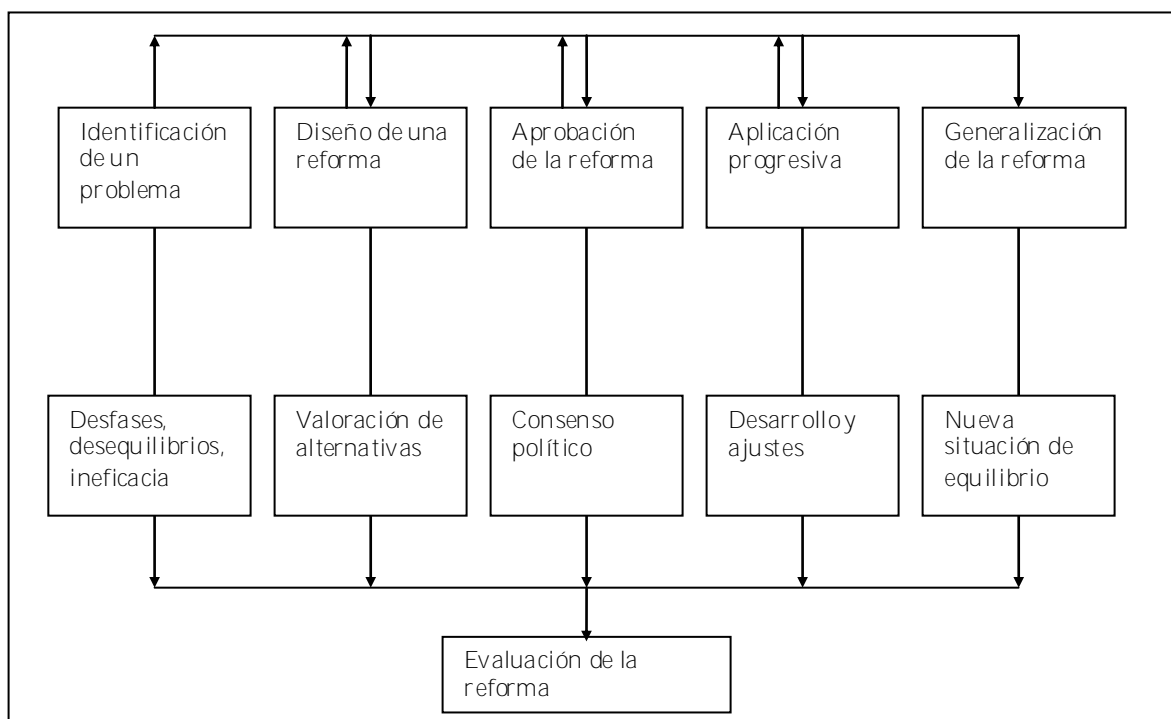 Identificación
de un
problema
Diseño de una
reforma
Aprobación
de la reforma
Aplicación
progresiva
Generalización
de la reforma
Desfases,
desequilibrios,
ineficacia
Valoración de
alternativas
Consenso
político
Desarrollo y
ajustes
Nueva
situación de
equilibrio
Evaluación de la
reforma